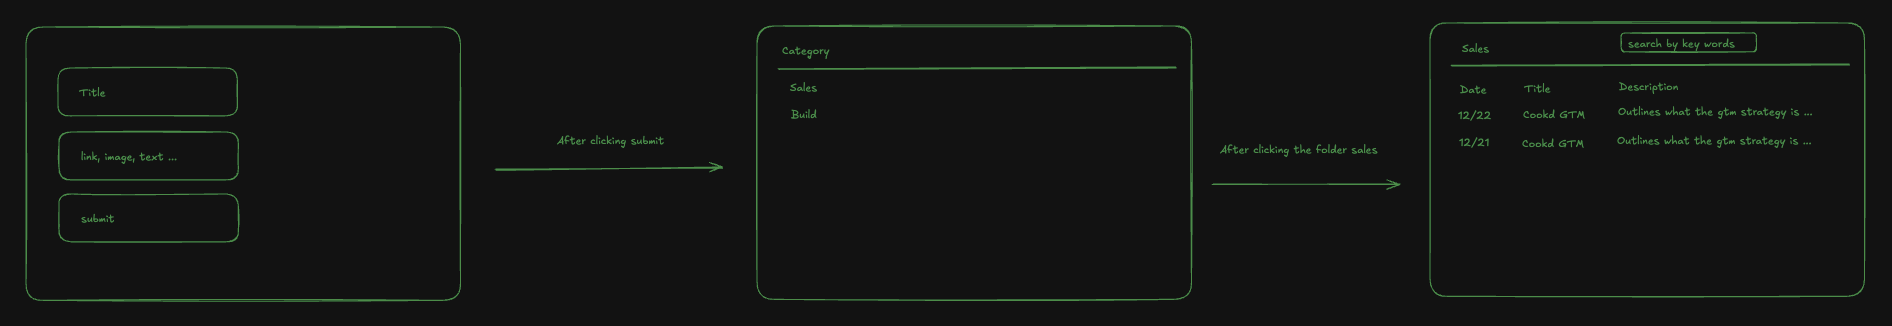 Title
link, image, text ...
submit
After clicking submit
Category
Sales
Build
After clicking the folder sales
Sales
search by key words
Date Title Description
12/22 Cookd GTM Outlines what the gtm strategy is ...
12/21 Cookd GTM Outlines what the gtm strategy is ...